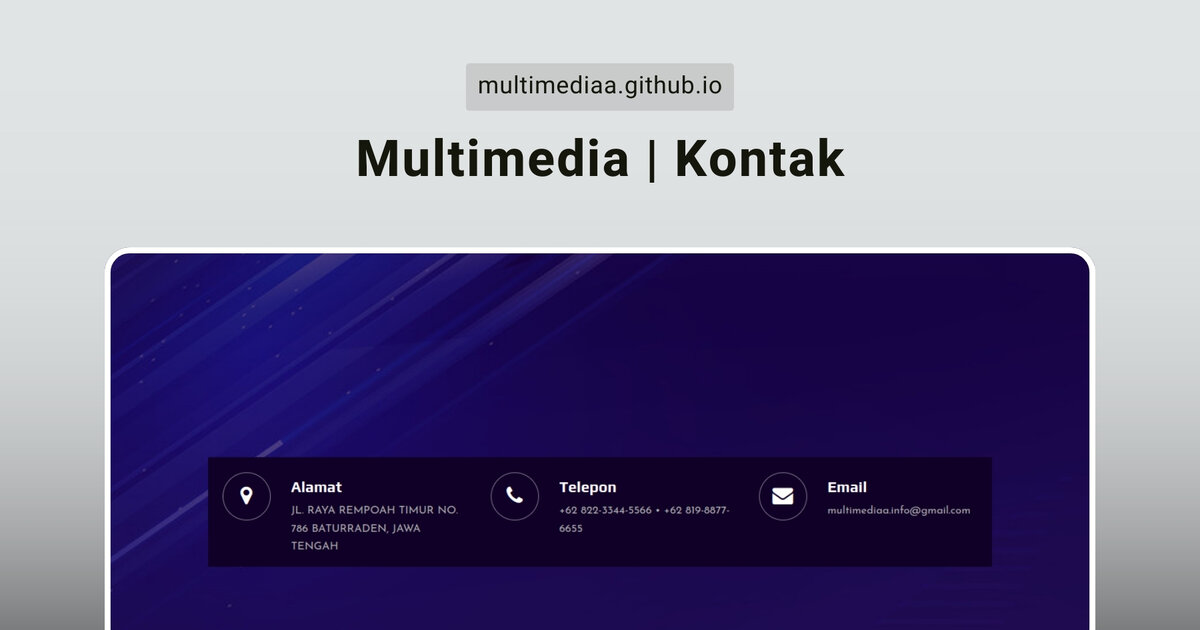 multimediaa.github.io
Multimedia | Kontak
Alamat
JL. RAYA REMPOAH TIMUR NO.
786 BATURRADEN, JAWA
TENGAH
Telepon
+62 822-3344-5566 • +62 819-8877-
6655
Email
multimediaa.info@gmail.com